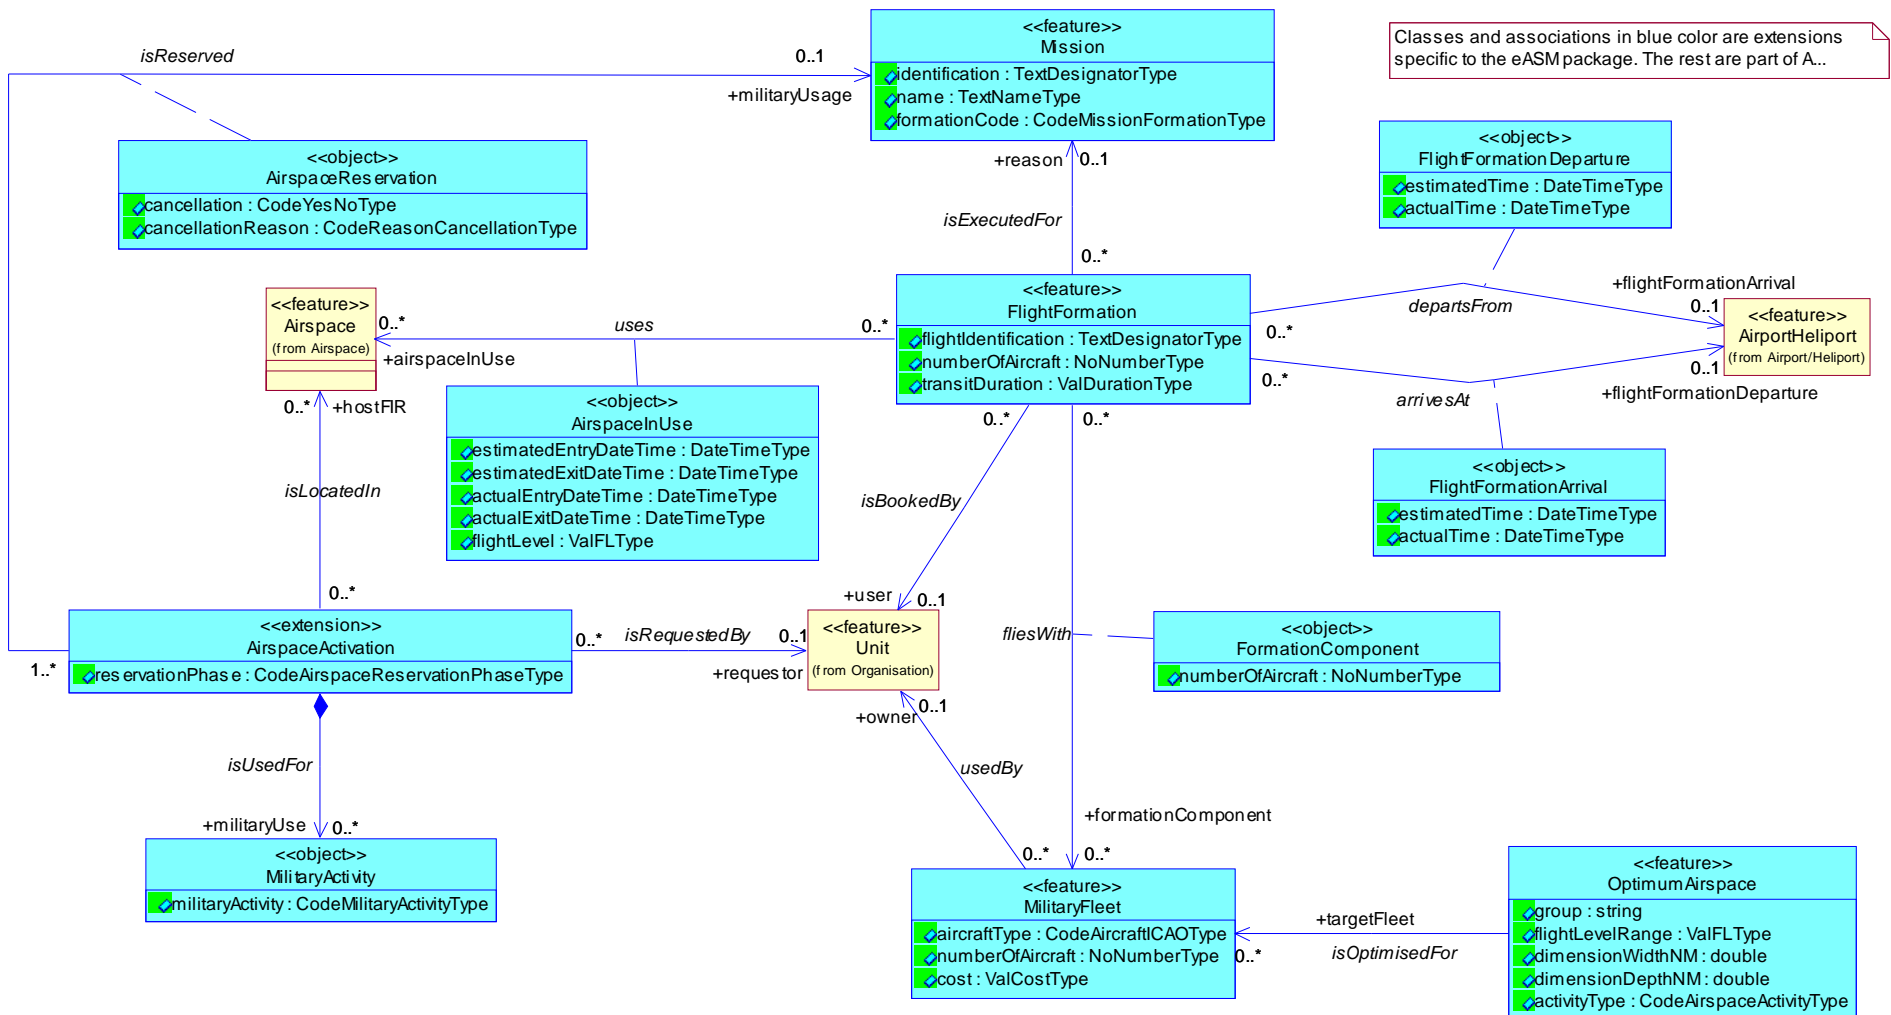 <<feature>>
Mission
identification : TextDesignatorType
name : TextNameType
formationCode : CodeMissionFormationType
Classes and associations in blue color are extensions
specific to the eASM package. The rest are part of A...
isReserved
0..1
+militaryUsage
<<object>>
AirspaceReservation
cancellation : CodeYesNoType
cancellationReason : CodeReasonCancellationType
+reason
0..1
isExecutedFor
0..*
<<object>>
FlightFormationDeparture
estimatedTime : DateTimeType
actualTime : DateTimeType
<<feature>>
Airspace
(from Airspace)
0..*
+airspaceInUse
uses
0..*
<<feature>>
FlightFormation
flightIdentification : TextDesignatorType
numberOfAircraft : NoNumberType
transitDuration : ValDurationType
0..*
departsFrom
+flightFormationArrival
0..1
<<feature>>
AirportHeliport
(from Airport/Heliport)
0..*
arrivesAt
0..1
+flightFormationDeparture
0..*
+hostFIR
isLocatedIn
0..*
<<object>>
AirspaceInUse
estimatedEntryDateTime : DateTimeType
estimatedExitDateTime : DateTimeType
actualEntryDateTime : DateTimeType
actualExitDateTime : DateTimeType
flightLevel : ValFLType
0..*
0..*
isBookedBy
+user
0..1
<<object>>
FlightFormationArrival
estimatedTime : DateTimeType
actualTime : DateTimeType
<<extension>>
AirspaceActivation
reservationPhase : CodeAirspaceReservationPhaseType
1..*
0..*
isRequestedBy
0..1
+requestor
<<feature>>
Unit
(from Organisation)
fliesWith
<<object>>
FormationComponent
numberOfAircraft : NoNumberType
+owner
0..1
usedBy
0..*
isUsedFor
+militaryUse
0..*
<<object>>
MilitaryActivity
militaryActivity : CodeMilitaryActivityType
+formationComponent
0..*
<<feature>>
MilitaryFleet
aircraftType : CodeAircraftICAOType
numberOfAircraft : NoNumberType
cost : ValCostType
+targetFleet
0..*
isOptimisedFor
<<feature>>
OptimumAirspace
group : string
flightLevelRange : ValFLType
dimensionWidthNM : double
dimensionDepthNM : double
activityType : CodeAirspaceActivityType